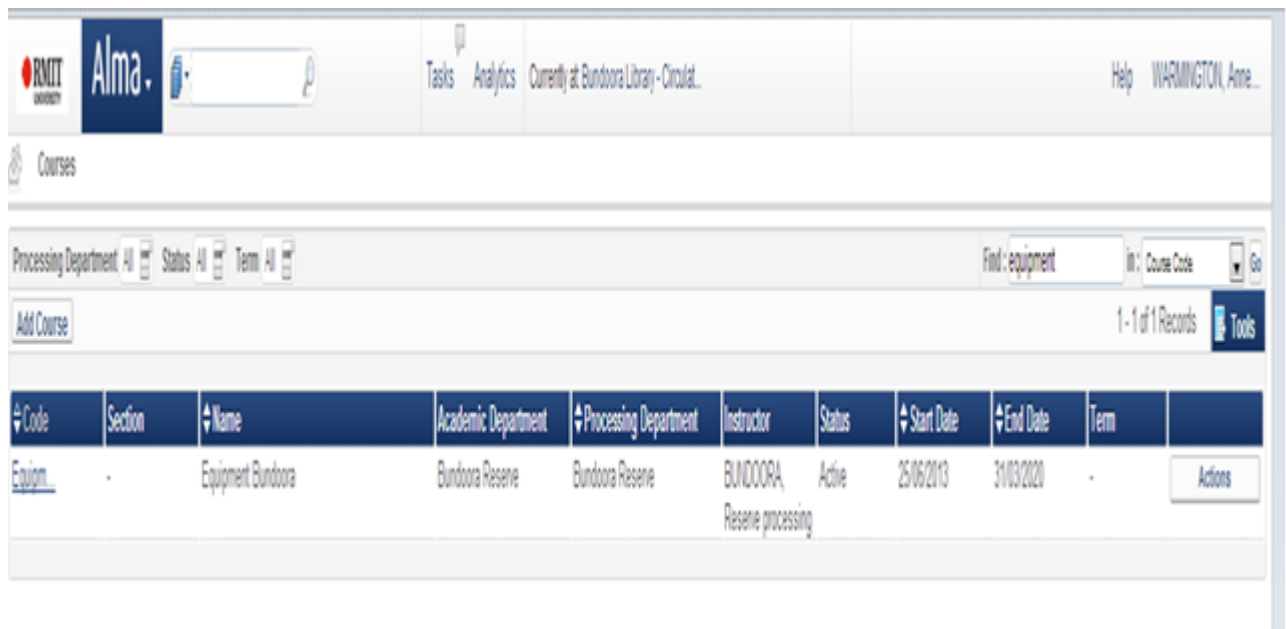 RMIT UNIVERSITY Alma Tasks Analytics Currently at: Bundoora Library - Circulat... Help WARMINGTON, Anne...
Courses
Processing Department All Status All Term All Find : equipment in : Course Code Go
Add Course 1 - 1 of 1 Records Tools
Code Section Name Academic Department Processing Department Instructor Status Start Date End Date Term
Equipm... - Equipment Bundoora Bundoora Reserve Bundoora Reserve BUNDOORA, Active 25/06/2013 31/03/2020 - Actions
Reserve processing